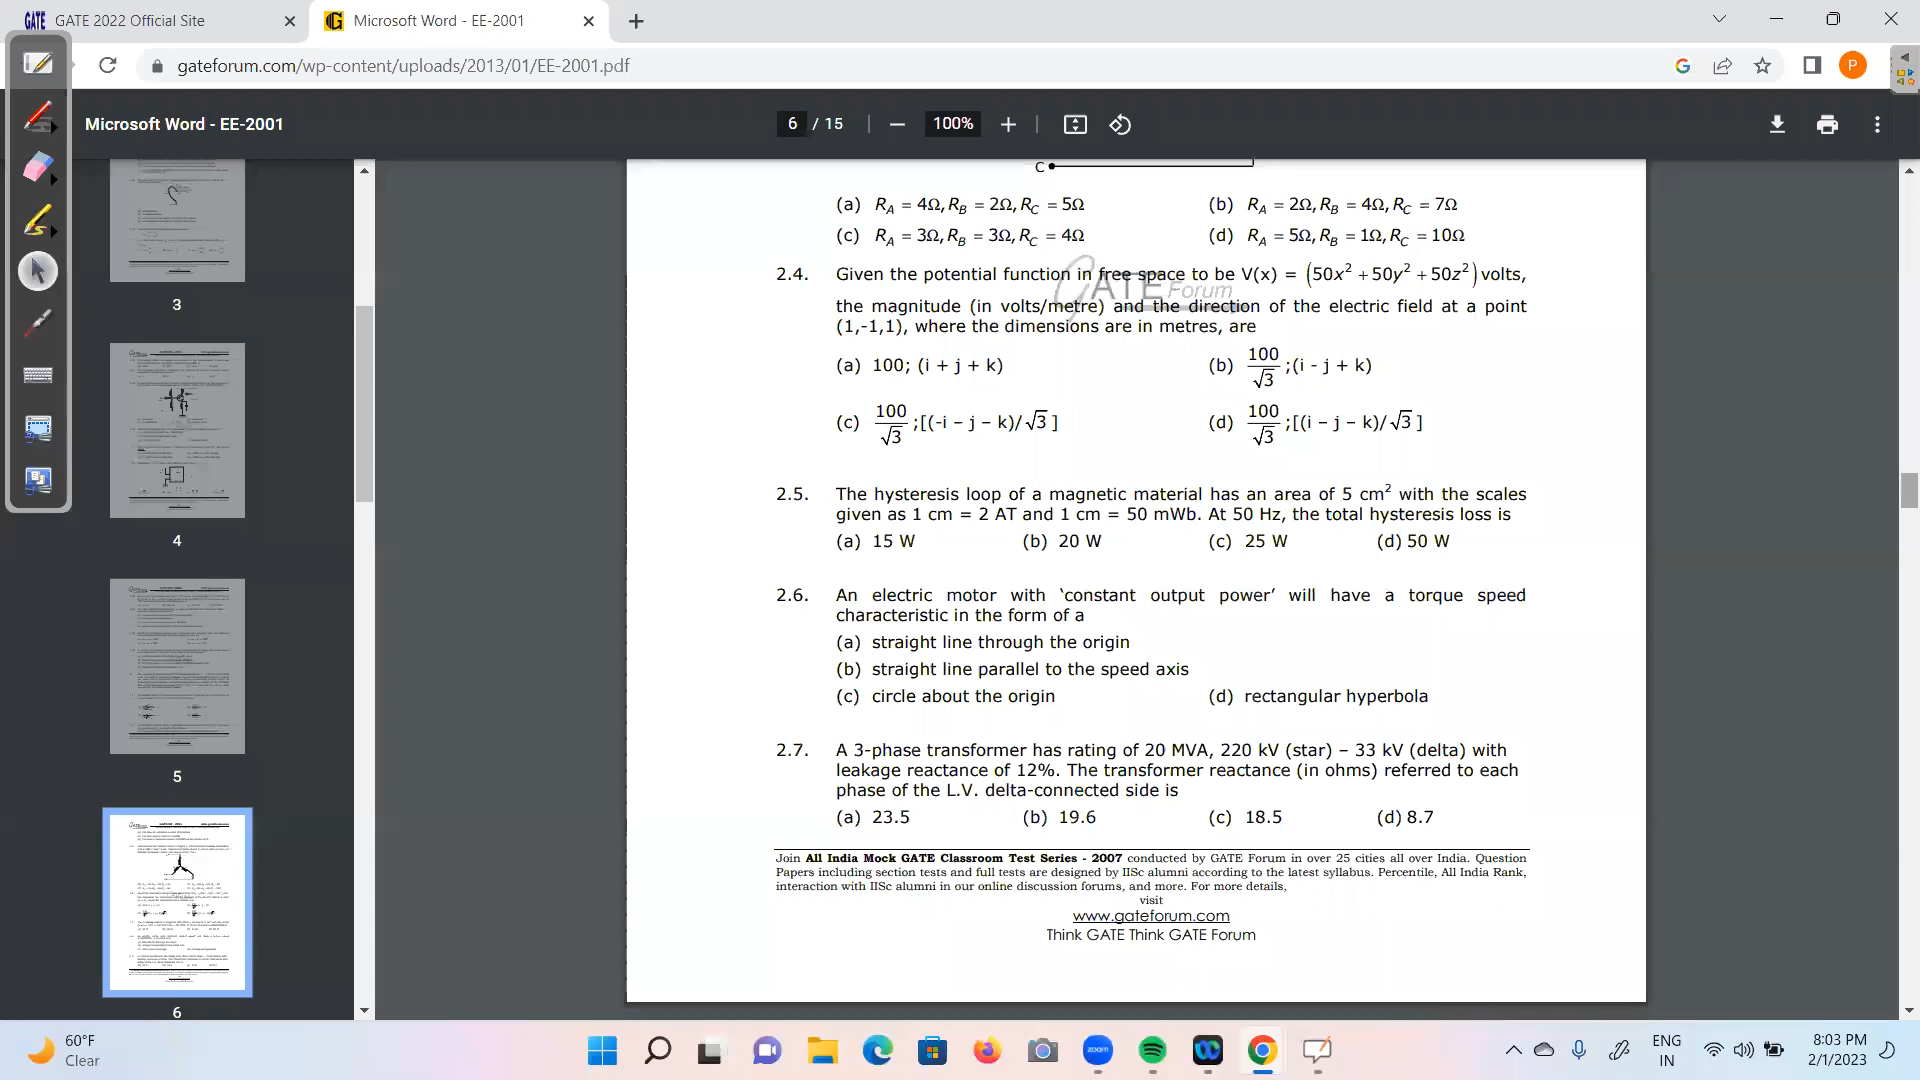 GATE 2022 Official Site
Microsoft Word - EE-2001
gateforum.com/wp-content/uploads/2013/01/EE-2001.pdf
P
Microsoft Word - EE-2001
6 / 15
100%
3
4
5
6
C
(a) R_A = 4Ω, R_B = 2Ω, R_C = 5Ω
(b) R_A = 2Ω, R_B = 4Ω, R_C = 7Ω
(c) R_A = 3Ω, R_B = 3Ω, R_C = 4Ω
(d) R_A = 5Ω, R_B = 1Ω, R_C = 10Ω
GATE Forum
2.4. Given the potential function in free space to be V(x) = (50x² + 50y² + 50z²) volts,
the magnitude (in volts/metre) and the direction of the electric field at a point
(1,-1,1), where the dimensions are in metres, are
(a) 100; (i + j + k)
(b) 100/√3 ;(i - j + k)
(c) 100/√3 ;[(-i – j – k)/√3 ]
(d) 100/√3 ;[(i – j – k)/√3 ]
2.5. The hysteresis loop of a magnetic material has an area of 5 cm² with the scales
given as 1 cm = 2 AT and 1 cm = 50 mWb. At 50 Hz, the total hysteresis loss is
(a) 15 W (b) 20 W (c) 25 W (d) 50 W
2.6. An electric motor with ‘constant output power’ will have a torque speed
characteristic in the form of a
(a) straight line through the origin
(b) straight line parallel to the speed axis
(c) circle about the origin (d) rectangular hyperbola
2.7. A 3-phase transformer has rating of 20 MVA, 220 kV (star) – 33 kV (delta) with
leakage reactance of 12%. The transformer reactance (in ohms) referred to each
phase of the L.V. delta-connected side is
(a) 23.5 (b) 19.6 (c) 18.5 (d) 8.7
Join All India Mock GATE Classroom Test Series - 2007 conducted by GATE Forum in over 25 cities all over India. Question
Papers including section tests and full tests are designed by IISc alumni according to the latest syllabus. Percentile, All India Rank,
interaction with IISc alumni in our online discussion forums, and more. For more details,
visit
www.gateforum.com
Think GATE Think GATE Forum
60°F
Clear
zoom
ENG
IN
8:03 PM
2/1/2023